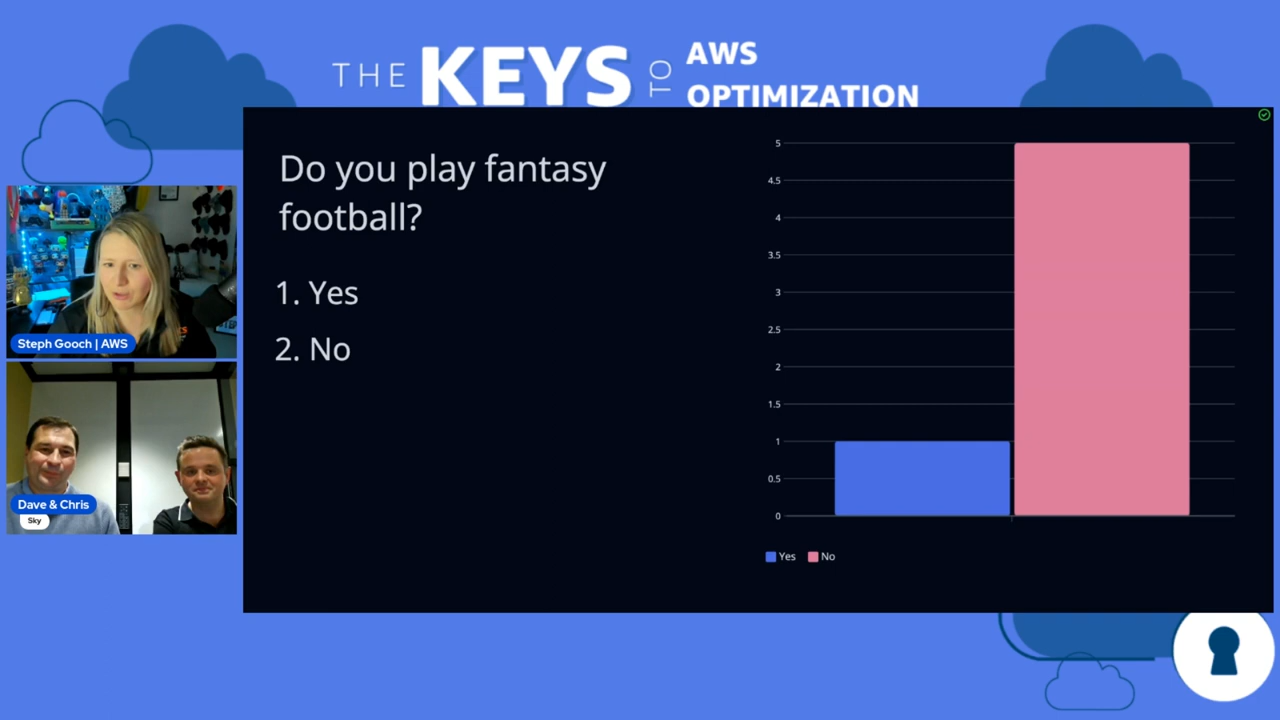 THE KEYS TO AWS
OPTIMIZATION
Do you play fantasy
football?
1. Yes
2. No
5
4.5
4
3.5
3
2.5
2
1.5
1
0.5
0
Yes No
Steph Gooch | AWS
Dave & Chris
Sky